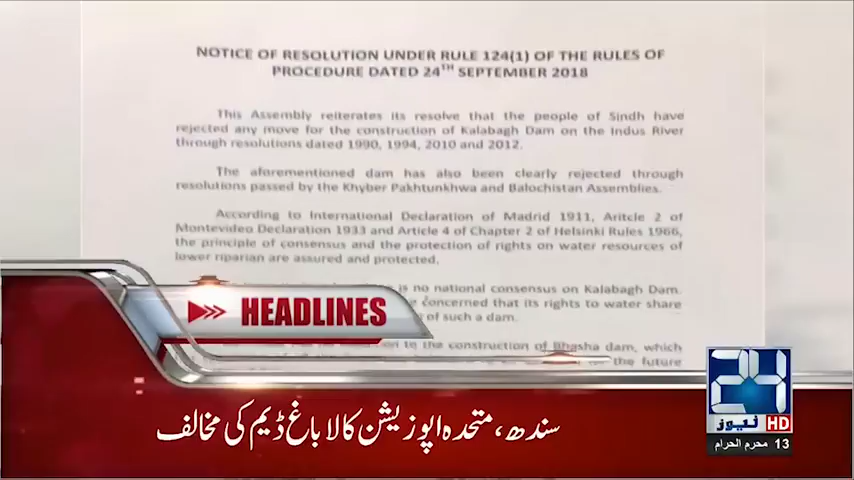 NOTICE OF RESOLUTION UNDER RULE 124(1) OF THE RULES OF
PROCEDURE DATED 24TH SEPTEMBER 2018
This Assembly reiterates its resolve that the people of Sindh have
rejected any move for the construction of Kalabagh Dam on the Indus River
through resolutions dated 1990, 1994, 2010 and 2012.
The aforementioned dam has also been clearly rejected through
resolutions passed by the Khyber Pakhtunkhwa and Balochistan Assemblies.
According to International Declaration of Madrid 1911, Aritcle 2 of
Montevideo Declaration 1933 and Article 4 of Chapter 2 of Helsinki Rules 1966,
the principle of consensus and the protection of rights on water resources of
lower riparian are assured and protected.
is no national consensus on Kalabagh Dam.
concerned that its rights to water share
of such a dam.
to the construction of Bhasha dam, which
for the future
HEADLINES
سندھ، متحدہ اپوزیشن کالا باغ ڈیم کی مخالف
24
نیوز HD
13 محرم الحرام